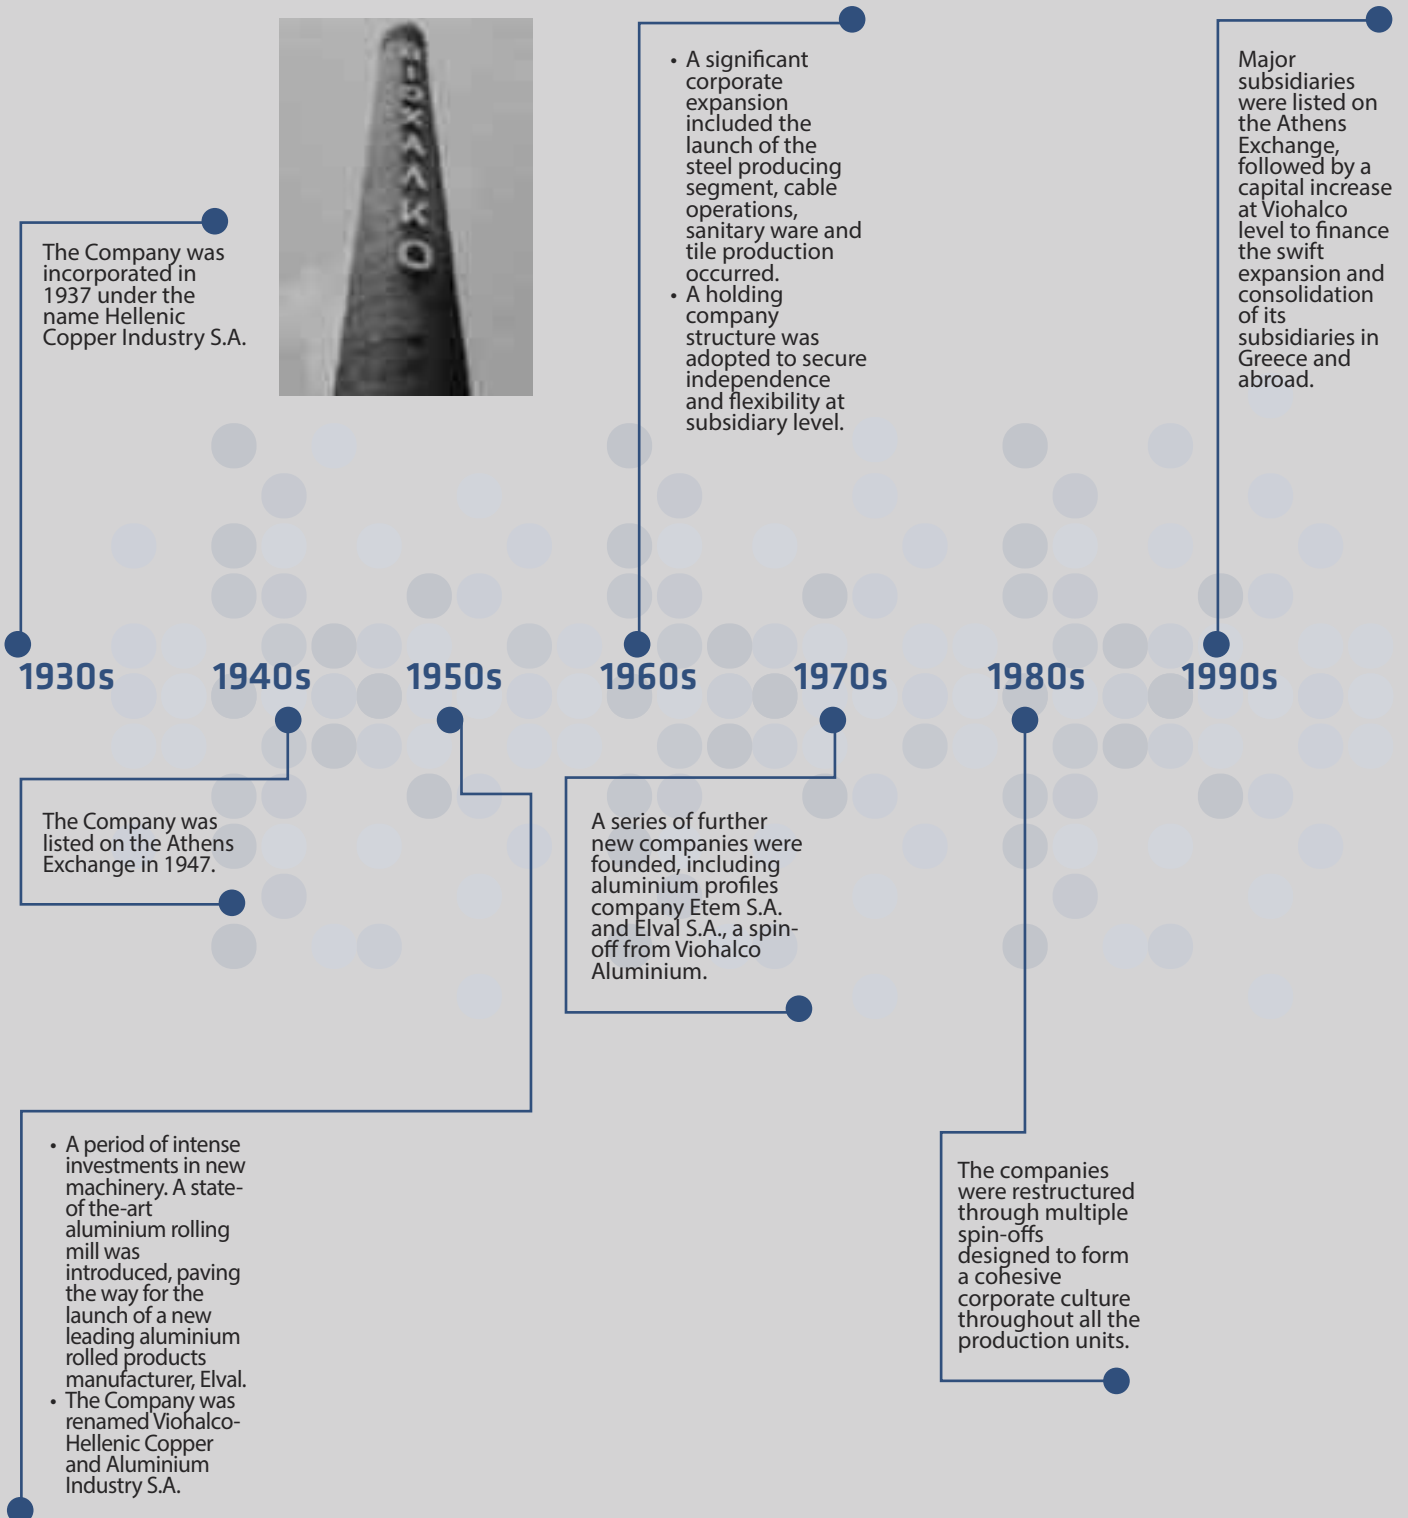 ΒΙΟΧΑΛΚΟ
The Company was
incorporated in
1937 under the
name Hellenic
Copper Industry S.A.
• A significant
corporate
expansion
included the
launch of the
steel producing
segment, cable
operations,
sanitary ware and
tile production
occurred.
• A holding
company
structure was
adopted to secure
independence
and flexibility at
subsidiary level.
Major
subsidiaries
were listed on
the Athens
Exchange,
followed by a
capital increase
at Viohalco
level to finance
the swift
expansion and
consolidation
of its
subsidiaries in
Greece and
abroad.
1930s 1940s 1950s 1960s 1970s 1980s 1990s
The Company was
listed on the Athens
Exchange in 1947.
A series of further
new companies were
founded, including
aluminium profiles
company Etem S.A.
and Elval S.A., a spin-
off from Viohalco
Aluminium.
• A period of intense
investments in new
machinery. A state-
of the-art
aluminium rolling
mill was
introduced, paving
the way for the
launch of a new
leading aluminium
rolled products
manufacturer, Elval.
• The Company was
renamed Viohalco-
Hellenic Copper
and Aluminium
Industry S.A.
The companies
were restructured
through multiple
spin-offs
designed to form
a cohesive
corporate culture
throughout all the
production units.